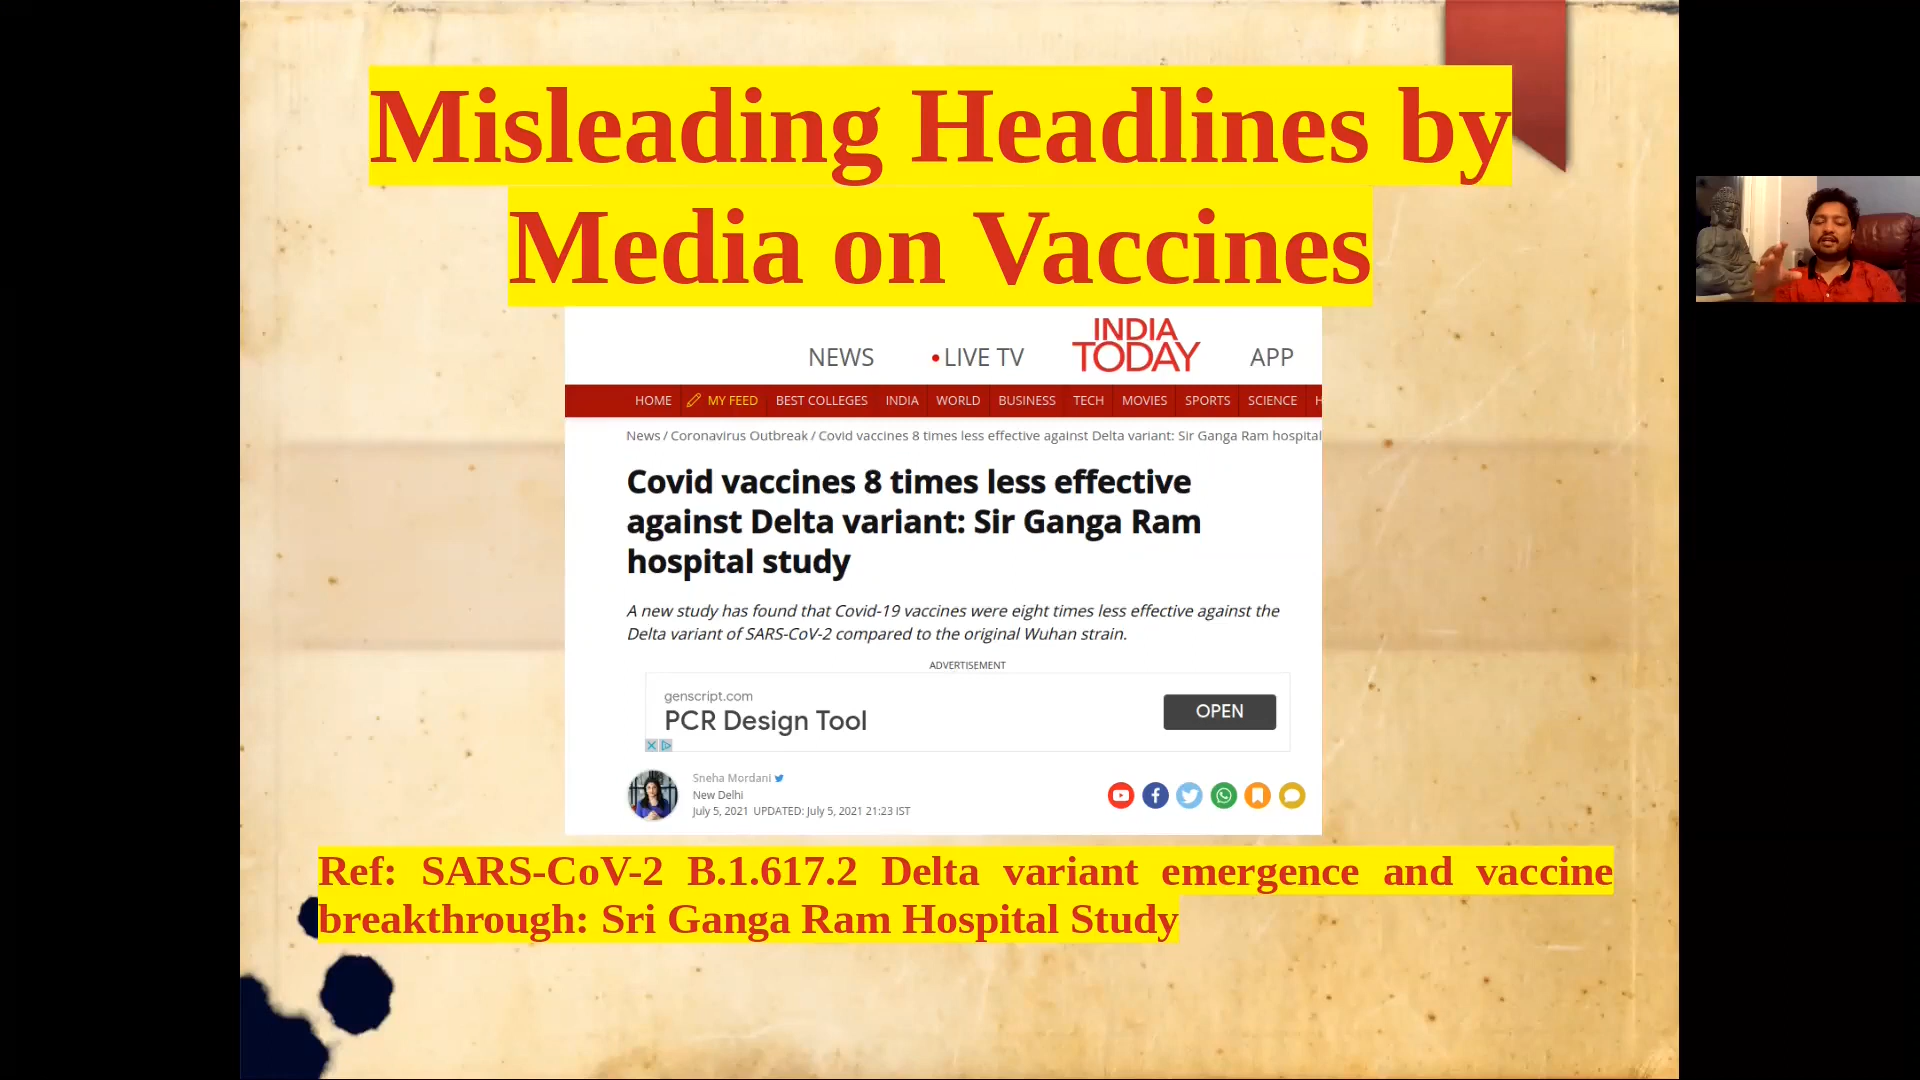 Misleading Headlines by
Media on Vaccines
NEWS LIVE TV INDIA TODAY APP
HOME MY FEED BEST COLLEGES INDIA WORLD BUSINESS TECH MOVIES SPORTS SCIENCE H
News / Coronavirus Outbreak / Covid vaccines 8 times less effective against Delta variant: Sir Ganga Ram hospital
Covid vaccines 8 times less effective
against Delta variant: Sir Ganga Ram
hospital study
A new study has found that Covid-19 vaccines were eight times less effective against the
Delta variant of SARS-CoV-2 compared to the original Wuhan strain.
ADVERTISEMENT
genscript.com
PCR Design Tool
OPEN
Sneha Mordani
New Delhi
July 5, 2021 UPDATED: July 5, 2021 21:23 IST
Ref: SARS-CoV-2 B.1.617.2 Delta variant emergence and vaccine
breakthrough: Sri Ganga Ram Hospital Study